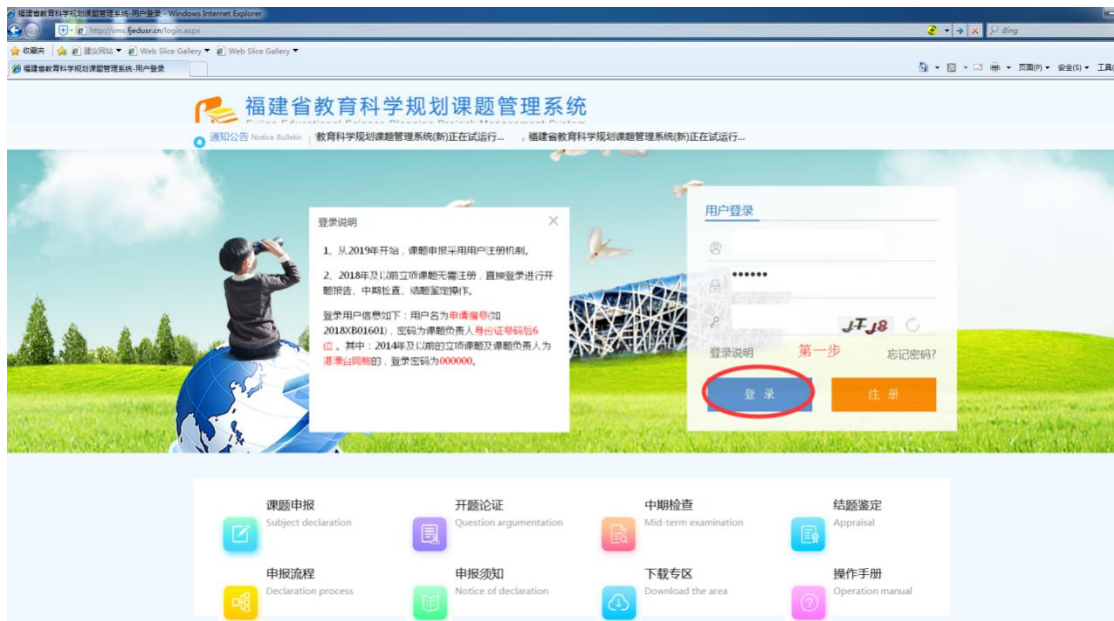 福建省教育科学规划课题管理系统-用户登录 - Windows Internet Explorer
http://sms.fjedusr.cn/login.aspx
Bing
收藏夹 建议网站 Web Slice Gallery Web Slice Gallery
福建省教育科学规划课题管理系统-用户登录
页面(P) 安全(S) 工具(
福建省教育科学规划课题管理系统
通知公告 Notice Bulletin 教育科学规划课题管理系统(新)正在试运行... 福建省教育科学规划课题管理系统(新)正在试运行...
登录说明
1、从2019年开始，课题申报采用用户注册机制。
2、2018年及以前立项课题无需注册，直接登录进行开
题报告、中期检查、结题鉴定操作。
登录用户信息如下：用户名为申请编号(如
2018XB01601)，密码为课题负责人身份证号码后6
位 。其中：2014年及以前的立项课题及课题负责人为
港澳台同胞的，登录密码为000000。
用户登录
••••••
JTJ8
登录说明 第一步 忘记密码?
登 录 注 册
课题申报
Subject declaration
开题论证
Question argumentation
中期检查
Mid-term examination
结题鉴定
Appraisal
申报流程
Declaration process
申报须知
Notice of declaration
下载专区
Download the area
操作手册
Operation manual